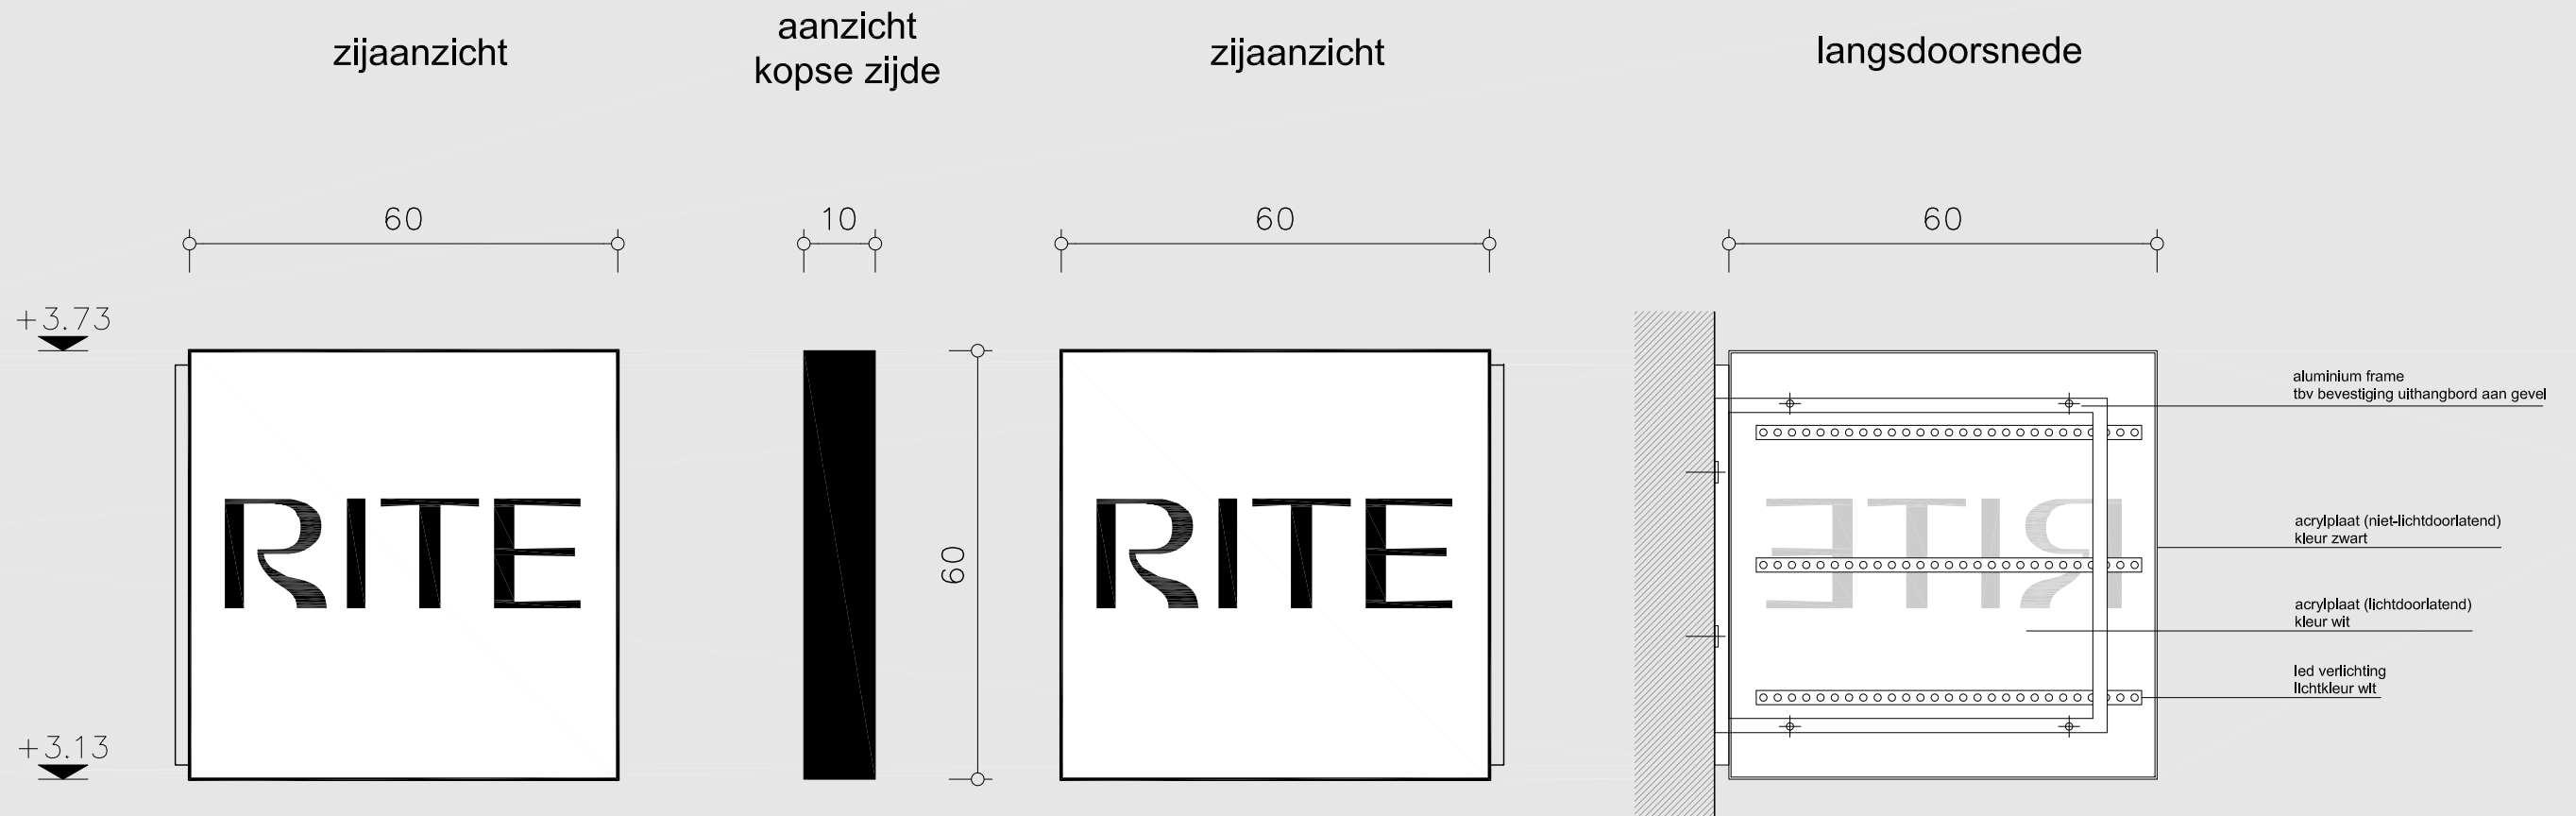 zijaanzicht
aanzicht
kopse zijde
zijaanzicht
langsdoorsnede
60
10
60
60
+3.73
+3.13
RITE
60
RITE
RITE
aluminium frame
tbv bevestiging uithangbord aan gevel
acrylplaat (niet-lichtdoorlatend)
kleur zwart
acrylplaat (lichtdoorlatend)
kleur wit
led verlichting
lichtkleur wit